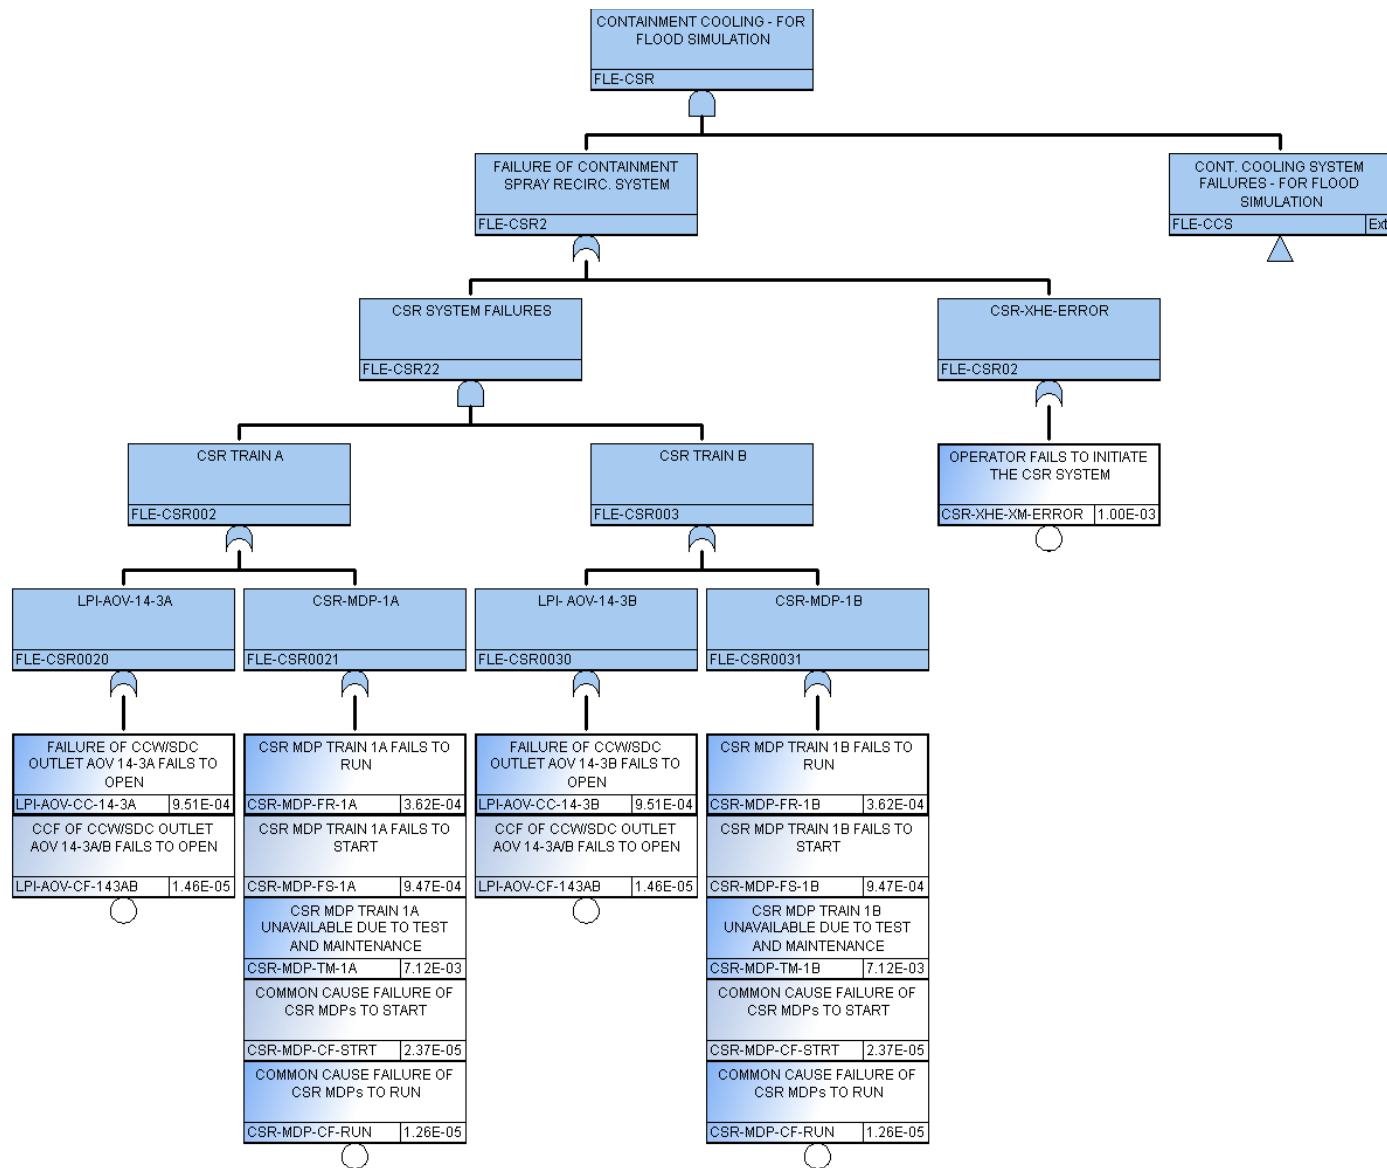 CONTAINMENT COOLING - FOR
FLOOD SIMULATION
FLE-CSR
FAILURE OF CONTAINMENT
SPRAY RECIRC. SYSTEM
FLE-CSR2
CONT. COOLING SYSTEM
FAILURES - FOR FLOOD
SIMULATION
FLE-CCS Ext
CSR SYSTEM FAILURES
FLE-CSR22
CSR-XHE-ERROR
FLE-CSR02
CSR TRAIN A
FLE-CSR002
CSR TRAIN B
FLE-CSR003
OPERATOR FAILS TO INITIATE
THE CSR SYSTEM
CSR-XHE-XM-ERROR 1.00E-03
LPI-AOV-14-3A
FLE-CSR0020
CSR-MDP-1A
FLE-CSR0021
LPI- AOV-14-3B
FLE-CSR0030
CSR-MDP-1B
FLE-CSR0031
FAILURE OF CCW/SDC
OUTLET AOV 14-3A FAILS TO
OPEN
LPI-AOV-CC-14-3A 9.51E-04
CCF OF CCW/SDC OUTLET
AOV 14-3A/B FAILS TO OPEN
LPI-AOV-CF-143AB 1.46E-05
CSR MDP TRAIN 1A FAILS TO
RUN
CSR-MDP-FR-1A 3.62E-04
CSR MDP TRAIN 1A FAILS TO
START
CSR-MDP-FS-1A 9.47E-04
CSR MDP TRAIN 1A
UNAVAILABLE DUE TO TEST
AND MAINTENANCE
CSR-MDP-TM-1A 7.12E-03
COMMON CAUSE FAILURE OF
CSR MDPs TO START
CSR-MDP-CF-STRT 2.37E-05
COMMON CAUSE FAILURE OF
CSR MDPs TO RUN
CSR-MDP-CF-RUN 1.26E-05
FAILURE OF CCW/SDC
OUTLET AOV 14-3B FAILS TO
OPEN
LPI-AOV-CC-14-3B 9.51E-04
CCF OF CCW/SDC OUTLET
AOV 14-3A/B FAILS TO OPEN
LPI-AOV-CF-143AB 1.46E-05
CSR MDP TRAIN 1B FAILS TO
RUN
CSR-MDP-FR-1B 3.62E-04
CSR MDP TRAIN 1B FAILS TO
START
CSR-MDP-FS-1B 9.47E-04
CSR MDP TRAIN 1B
UNAVAILABLE DUE TO TEST
AND MAINTENANCE
CSR-MDP-TM-1B 7.12E-03
COMMON CAUSE FAILURE OF
CSR MDPs TO START
CSR-MDP-CF-STRT 2.37E-05
COMMON CAUSE FAILURE OF
CSR MDPs TO RUN
CSR-MDP-CF-RUN 1.26E-05